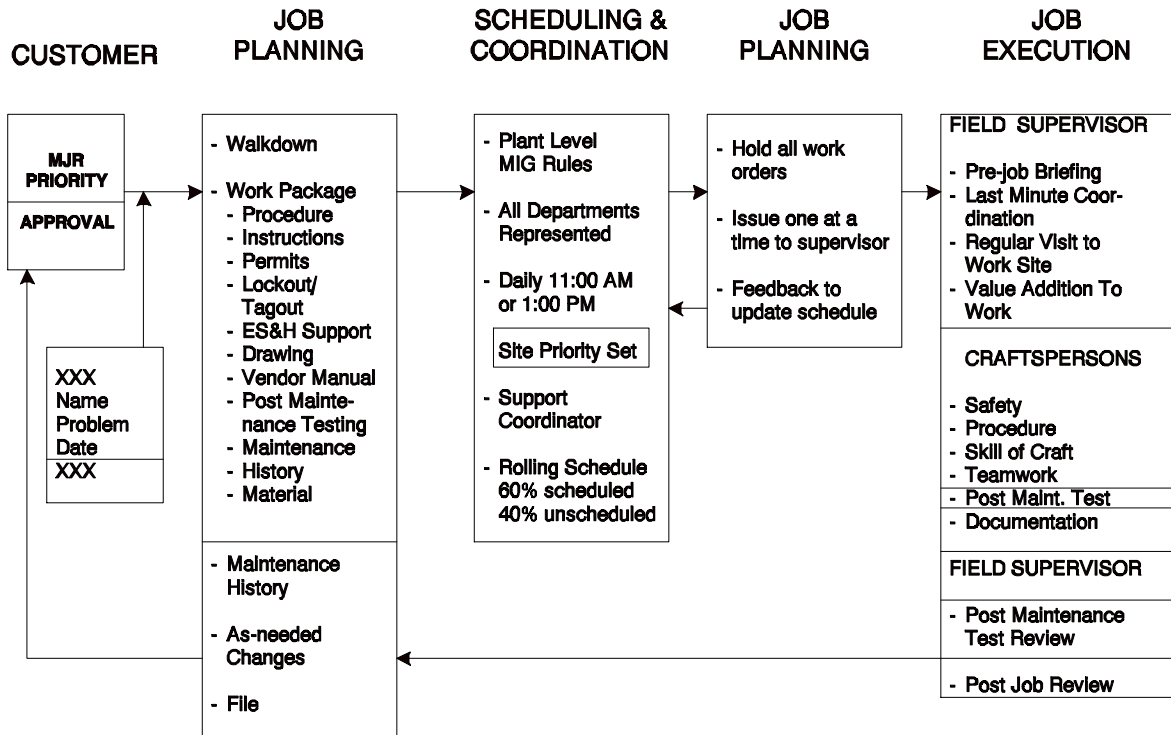 CUSTOMER
JOB
PLANNING
SCHEDULING &
COORDINATION
JOB
PLANNING
JOB
EXECUTION
MJR
PRIORITY
APPROVAL
XXX
Name
Problem
Date
XXX
- Walkdown
- Work Package
- Procedure
- Instructions
- Permits
- Lockout/
Tagout
- ES&H Support
- Drawing
- Vendor Manual
- Post Mainte-
nance Testing
- Maintenance
- History
- Material
- Maintenance
History
- As-needed
Changes
- File
- Plant Level
MIG Rules
- All Departments
Represented
- Daily 11:00 AM
or 1:00 PM
Site Priority Set
- Support
Coordinator
- Rolling Schedule
60% scheduled
40% unscheduled
- Hold all work
orders
- Issue one at a
time to supervisor
- Feedback to
update schedule
FIELD SUPERVISOR
- Pre-job Briefing
- Last Minute Coor-
dination
- Regular Visit to
Work Site
- Value Addition To
Work
CRAFTSPERSONS
- Safety
- Procedure
- Skill of Craft
- Teamwork
- Post Maint. Test
- Documentation
FIELD SUPERVISOR
- Post Maintenance
Test Review
- Post Job Review